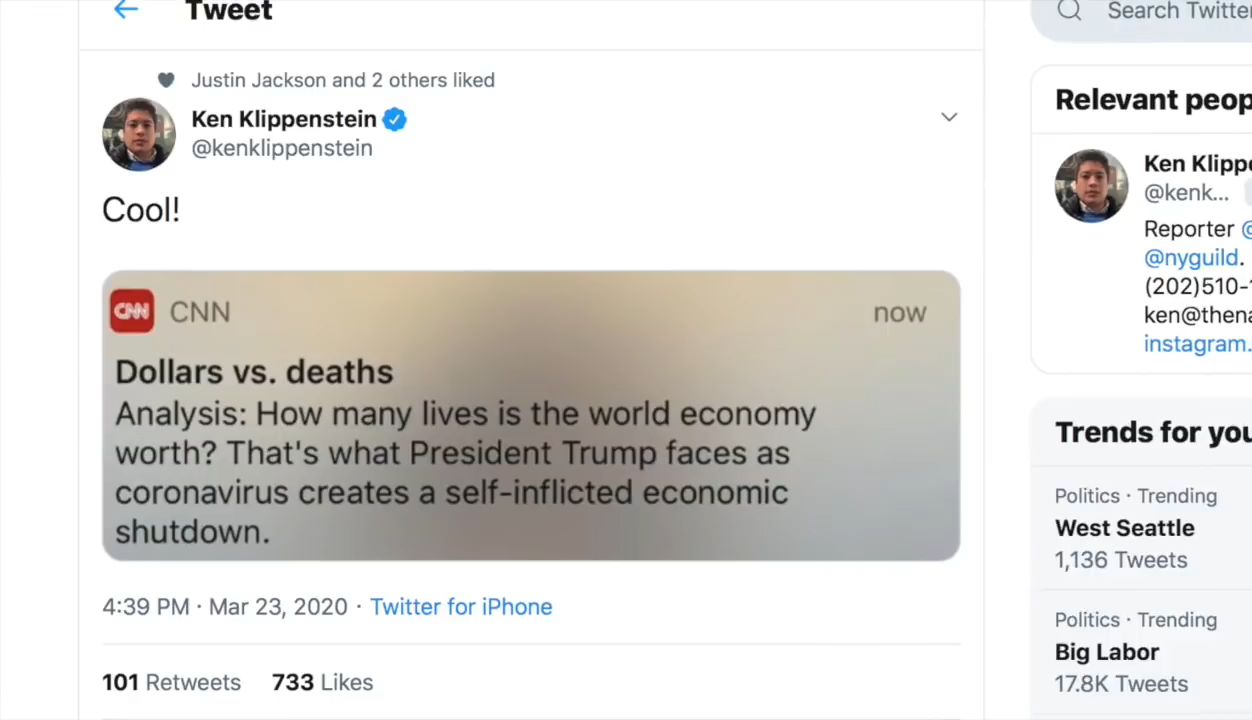 Tweet
Search Twitter
Justin Jackson and 2 others liked
Ken Klippenstein
@kenklippenstein
Cool!
CNN CNN
now
Dollars vs. deaths
Analysis: How many lives is the world economy
worth? That's what President Trump faces as
coronavirus creates a self-inflicted economic
shutdown.
4:39 PM · Mar 23, 2020 · Twitter for iPhone
101 Retweets 733 Likes
Relevant peop
Ken Klippe
@kenk...
Reporter @
@nyguild.
(202)510-
ken@thena
instagram.
Trends for you
Politics · Trending
West Seattle
1,136 Tweets
Politics · Trending
Big Labor
17.8K Tweets